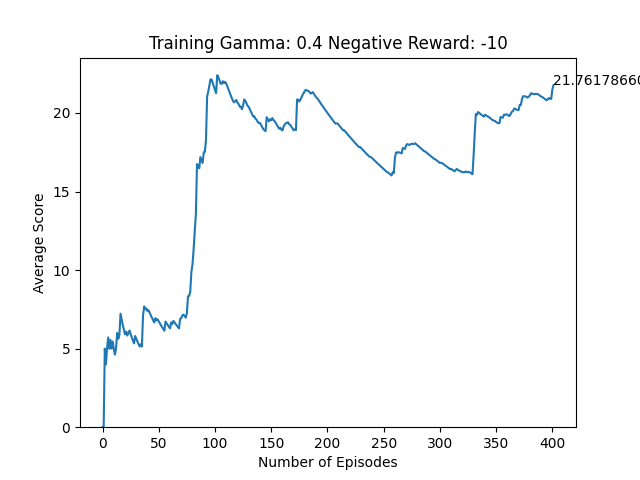 Training Gamma: 0.4 Negative Reward: -10
21.76178660
20
15
10
5
0
Average Score
0 50 100 150 200 250 300 350 400
Number of Episodes